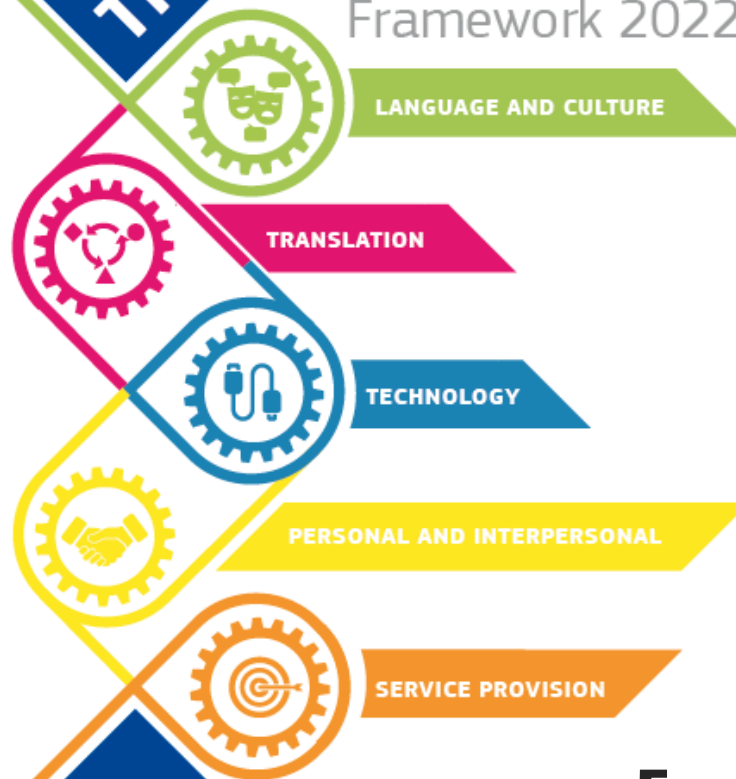 Framework 2022
LANGUAGE AND CULTURE
TRANSLATION
TECHNOLOGY
PERSONAL AND INTERPERSONAL
SERVICE PROVISION